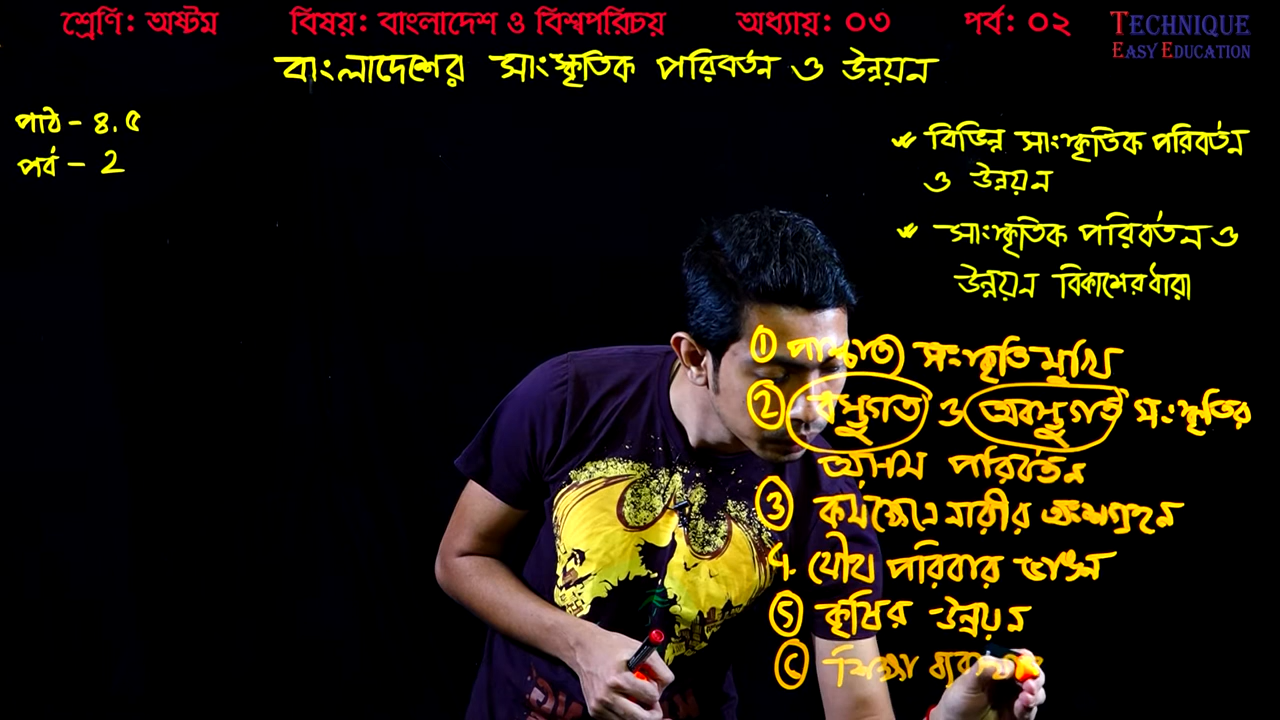 শ্রেণি: অষ্টম বিষয়: বাংলাদেশ ও বিশ্বপরিচয় অধ্যায়: ০৩ পর্ব: ০২
TECHNIQUE
EASY EDUCATION
বাংলাদেশের সাংস্কৃতিক পরিবর্তন ও উন্নয়ন
পাঠ - ৪.৫
পর্ব - 2
বিভিন্ন সাংস্কৃতিক পরিবর্তন
ও উন্নয়ন
সাংস্কৃতিক পরিবর্তন ও
উন্নয়ন বিকাশের ধারা
1 সংস্কৃতি মুখি
2 বস্তুগত ও অবস্তুগত সংস্কৃতির
অসম পরিবর্তন
3 কর্মক্ষেত্রে নারীর অংশগ্রহন
4. যৌথ পরিবার ভাঙন
5 কৃষির উন্নয়ন
6 শিক্ষা